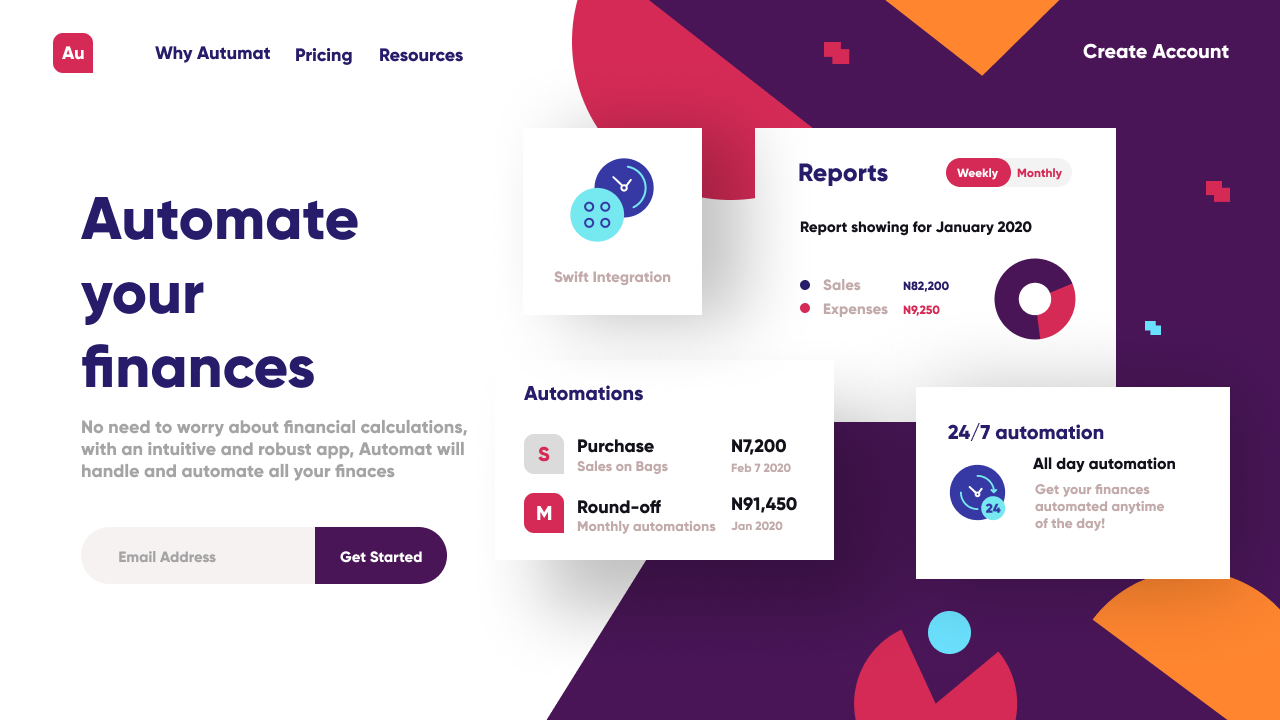 Au
Why Autumat
Pricing
Resources
Create Account
Automate
your
finances
No need to worry about financial calculations,
with an intuitive and robust app, Automat will
handle and automate all your finaces
Email Address
Get Started
Swift Integration
Reports
Weekly
Monthly
Report showing for January 2020
Sales
N82,200
Expenses
N9,250
Automations
S
Purchase
N7,200
Sales on Bags
Feb 7 2020
M
Round-off
N91,450
Monthly automations
Jan 2020
24/7 automation
All day automation
Get your finances
automated anytime
of the day!
24